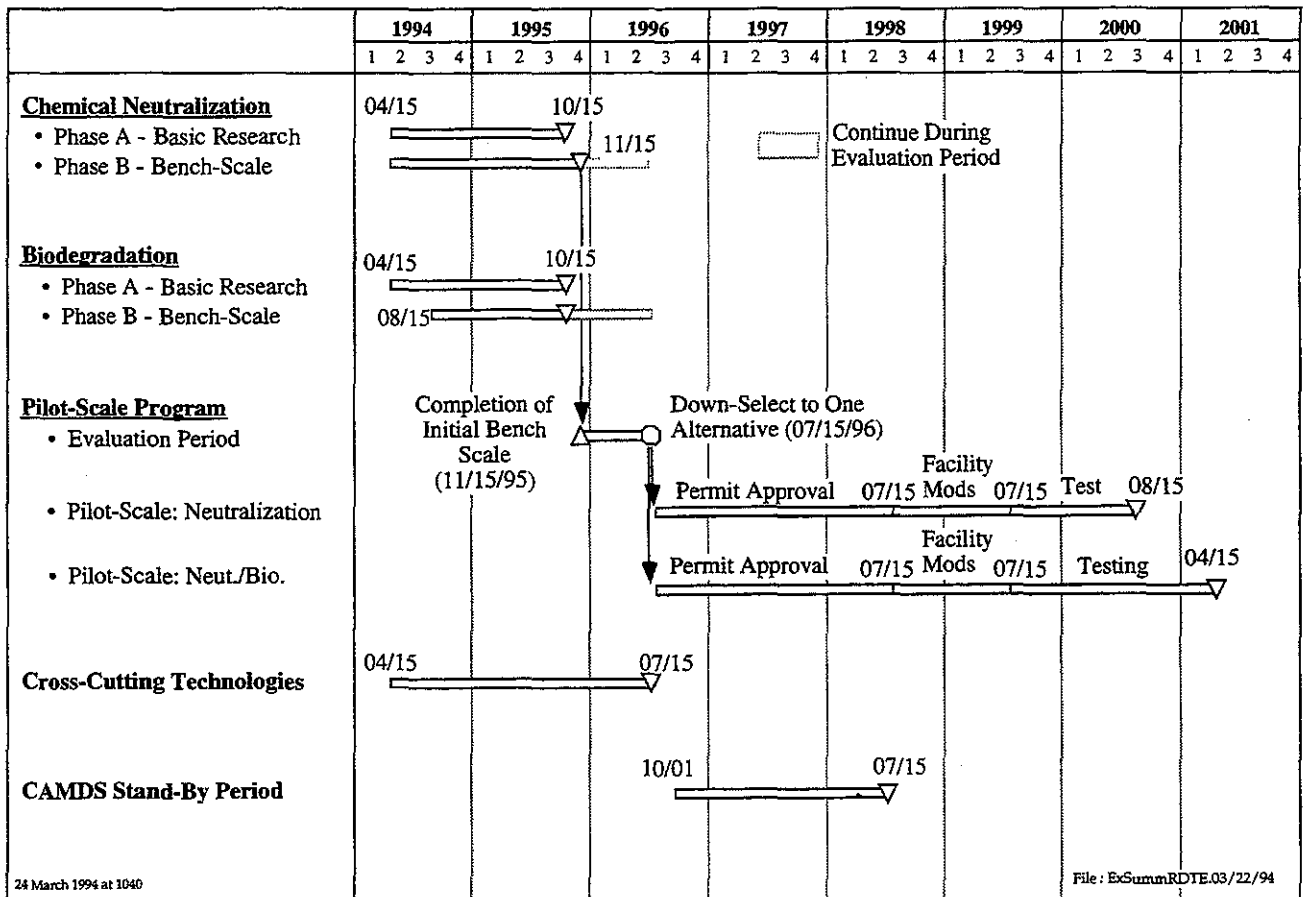 1994 1995 1996 1997 1998 1999 2000 2001
1 2 3 4 1 2 3 4 1 2 3 4 1 2 3 4 1 2 3 4 1 2 3 4 1 2 3 4 1 2 3 4
Chemical Neutralization
04/15 10/15
• Phase A - Basic Research
• Phase B - Bench-Scale
11/15
Continue During
Evaluation Period
Biodegradation
04/15 10/15
• Phase A - Basic Research
• Phase B - Bench-Scale
08/15
Pilot-Scale Program
• Evaluation Period
Completion of
Initial Bench
Scale
(11/15/95)
Down-Select to One
Alternative (07/15/96)
• Pilot-Scale: Neutralization
Permit Approval 07/15
Facility
Mods
07/15 Test 08/15
• Pilot-Scale: Neut./Bio.
Permit Approval 07/15
Facility
Mods
07/15 Testing 04/15
Cross-Cutting Technologies
04/15 07/15
CAMDS Stand-By Period
10/01 07/15
24 March 1994 at 1040
File : ExSummRDTE.03/22/94